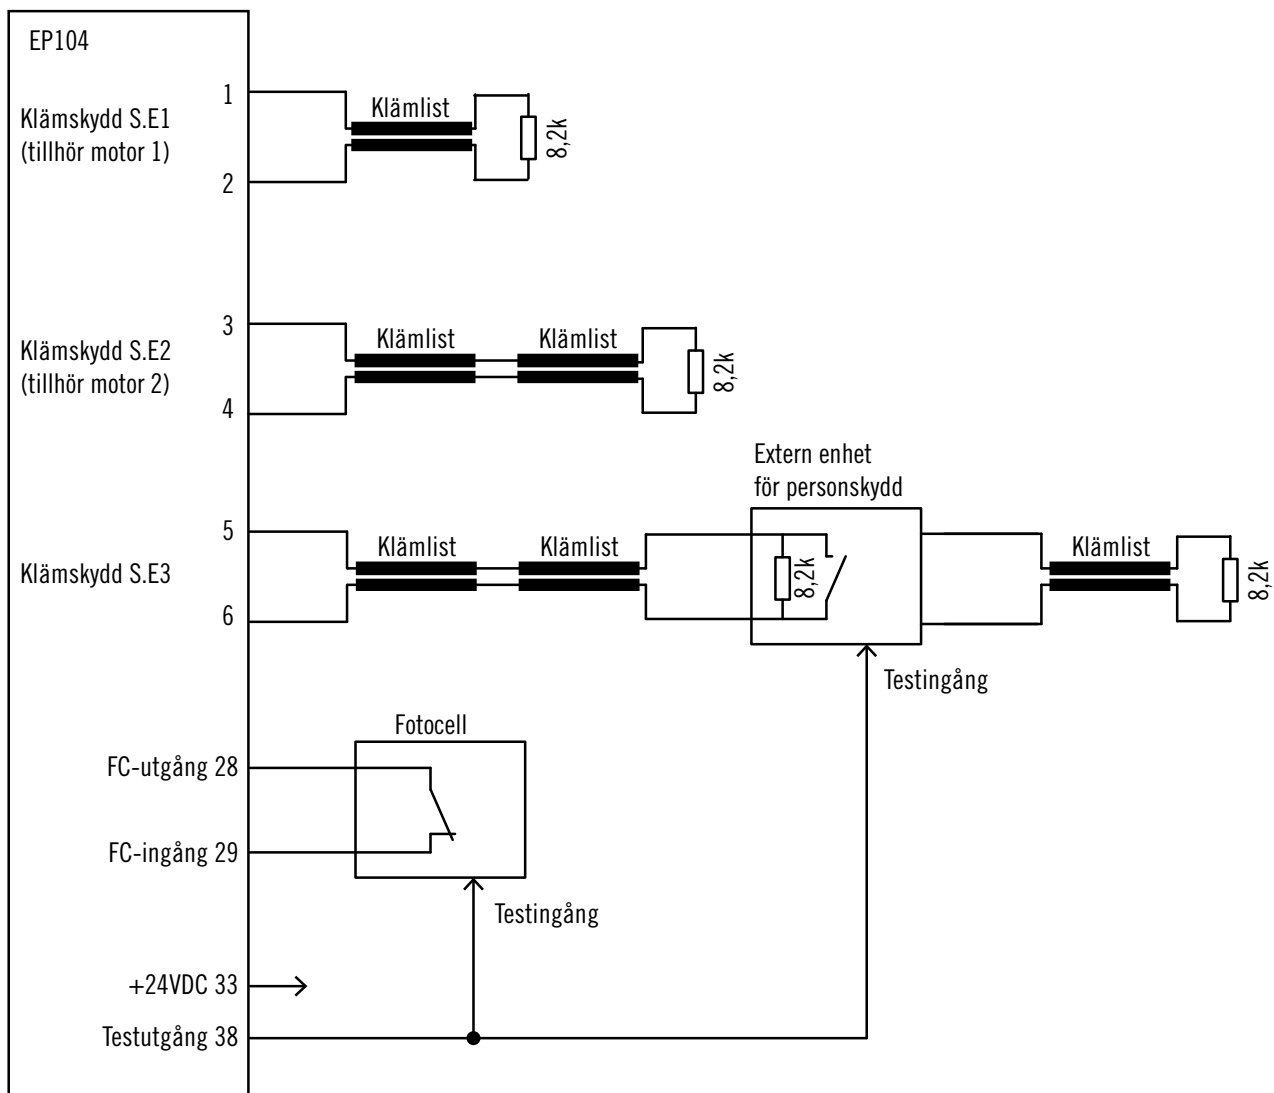 EP104
1
Klämskydd S.E1
(tillhör motor 1)
2
Klämlist
8,2k
3
Klämskydd S.E2
(tillhör motor 2)
4
Klämlist
Klämlist
8,2k
Extern enhet
för personskydd
5
Klämskydd S.E3
6
Klämlist
Klämlist
8,2k
Klämlist
8,2k
Testingång
Fotocell
FC-utgång 28
FC-ingång 29
Testingång
+24VDC 33
Testutgång 38